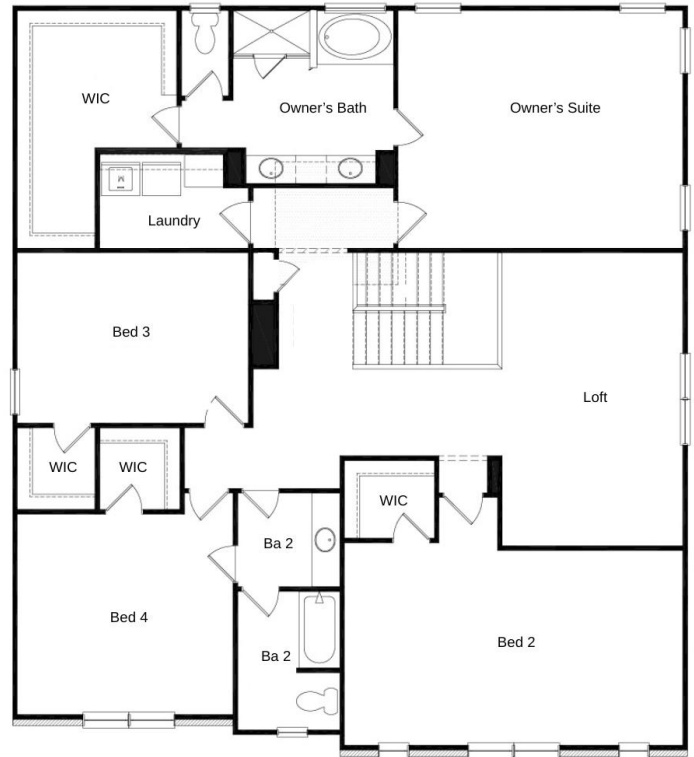 WIC
Owner's Bath
Owner's Suite
Laundry
Bed 3
Loft
WIC
WIC
WIC
Ba 2
Bed 4
Bed 2
Ba 2